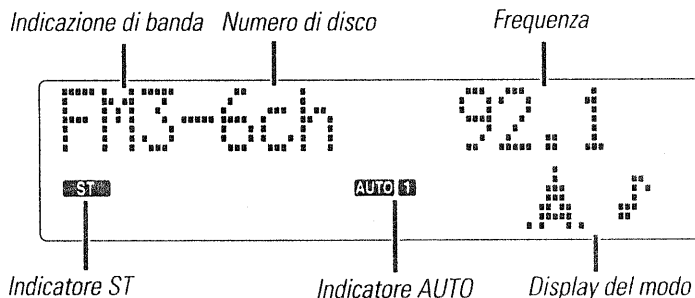 Indicazione di banda Numero di disco Frequenza
FM3-6ch 92.1
ST AUTO 1
Indicatore ST Indicatore AUTO Display del modo